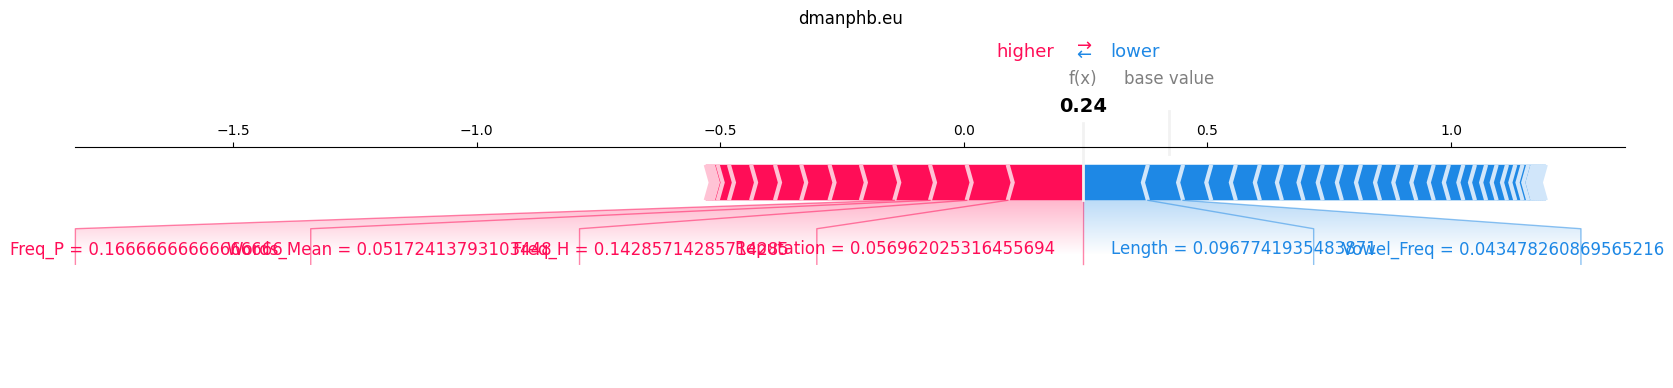 dmanphb.eu
higher → ← lower
f(x) base value
0.24
−1.5 −1.0 −0.5 0.0 0.5 1.0
Freq_P = 0.16666666666666666 Words_Mean = 0.05172413793103448 Freq_H = 0.14285714285714285 Reputation = 0.056962025316455694 Length = 0.0967741935483871 Vowel_Freq = 0.043478260869565216